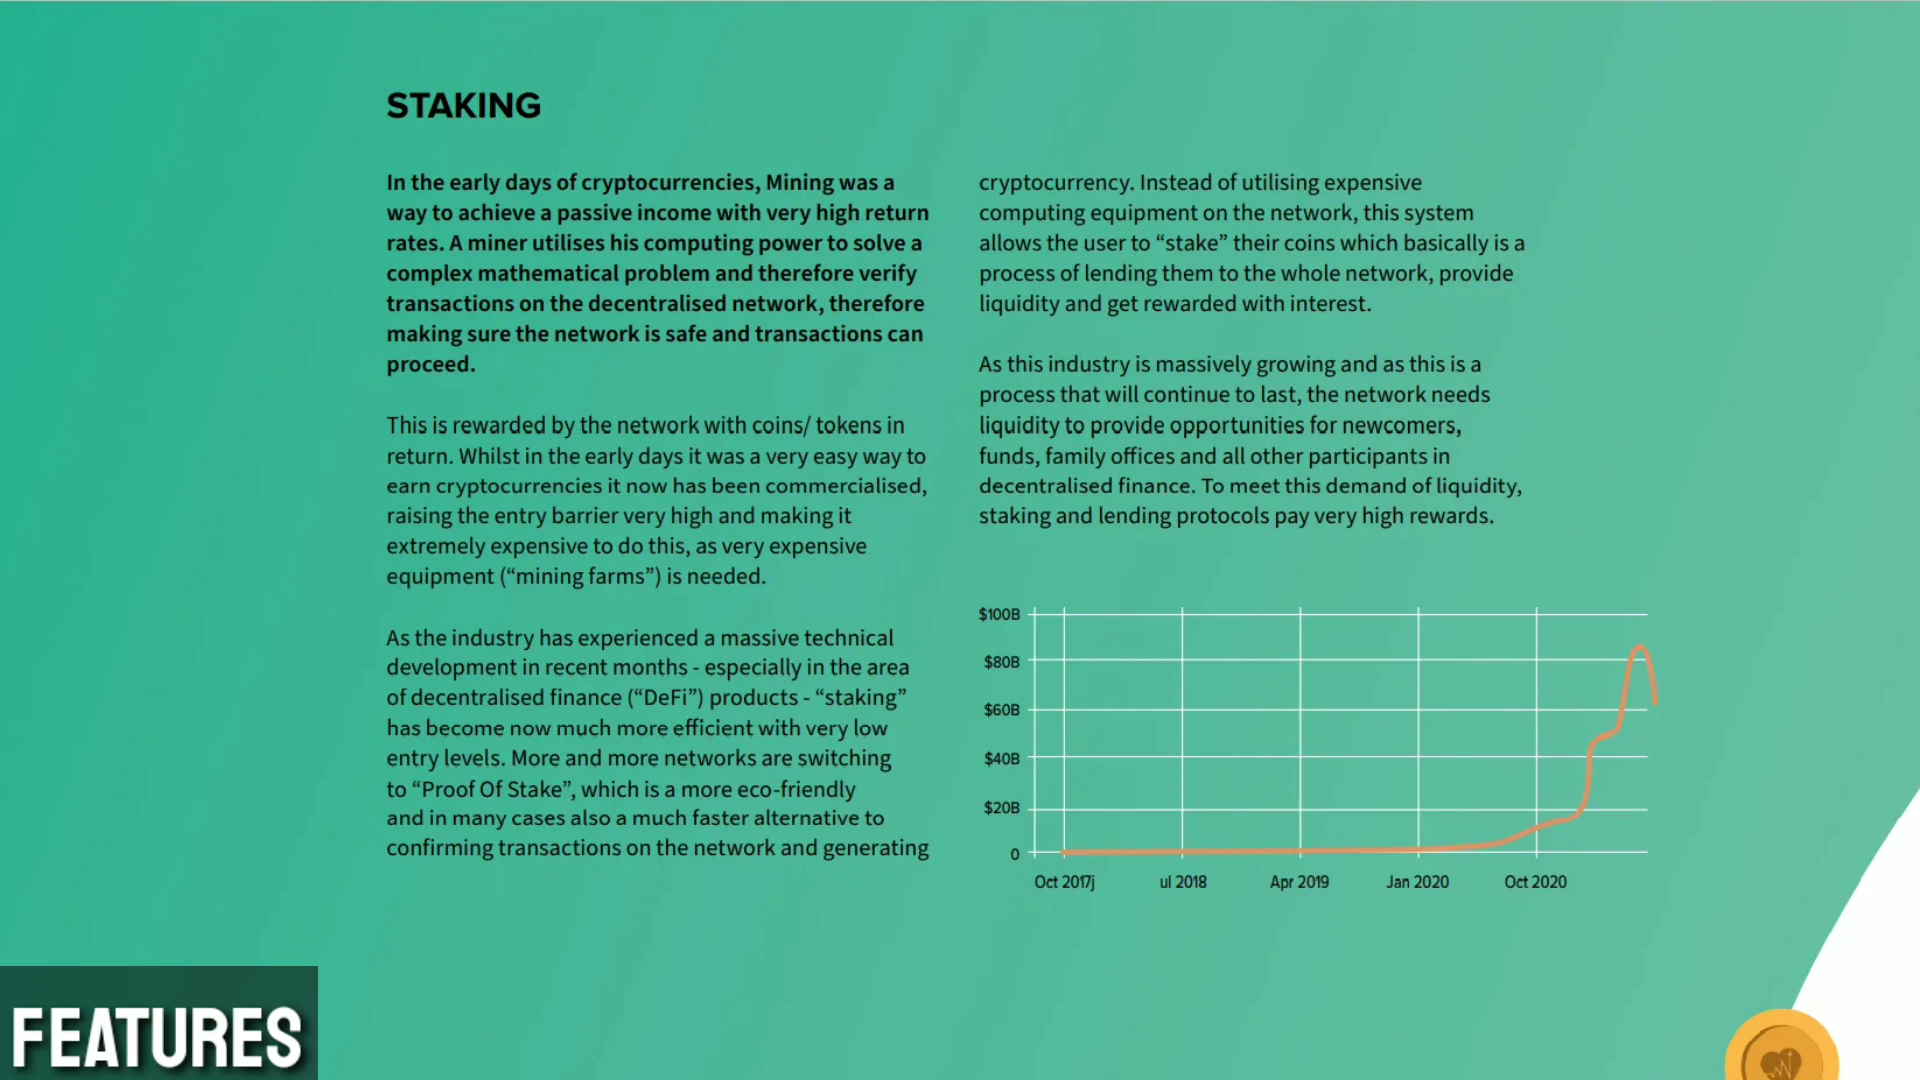 STAKING
In the early days of cryptocurrencies, Mining was a
way to achieve a passive income with very high return
rates. A miner utilises his computing power to solve a
complex mathematical problem and therefore verify
transactions on the decentralised network, therefore
making sure the network is safe and transactions can
proceed.
This is rewarded by the network with coins/ tokens in
return. Whilst in the early days it was a very easy way to
earn cryptocurrencies it now has been commercialised,
raising the entry barrier very high and making it
extremely expensive to do this, as very expensive
equipment (“mining farms”) is needed.
As the industry has experienced a massive technical
development in recent months - especially in the area
of decentralised finance (“DeFi”) products - “staking”
has become now much more efficient with very low
entry levels. More and more networks are switching
to “Proof Of Stake”, which is a more eco-friendly
and in many cases also a much faster alternative to
confirming transactions on the network and generating
cryptocurrency. Instead of utilising expensive
computing equipment on the network, this system
allows the user to “stake” their coins which basically is a
process of lending them to the whole network, provide
liquidity and get rewarded with interest.
As this industry is massively growing and as this is a
process that will continue to last, the network needs
liquidity to provide opportunities for newcomers,
funds, family offices and all other participants in
decentralised finance. To meet this demand of liquidity,
staking and lending protocols pay very high rewards.
$100B
$80B
$60B
$40B
$20B
0
Oct 2017j ul 2018 Apr 2019 Jan 2020 Oct 2020
FEATURES